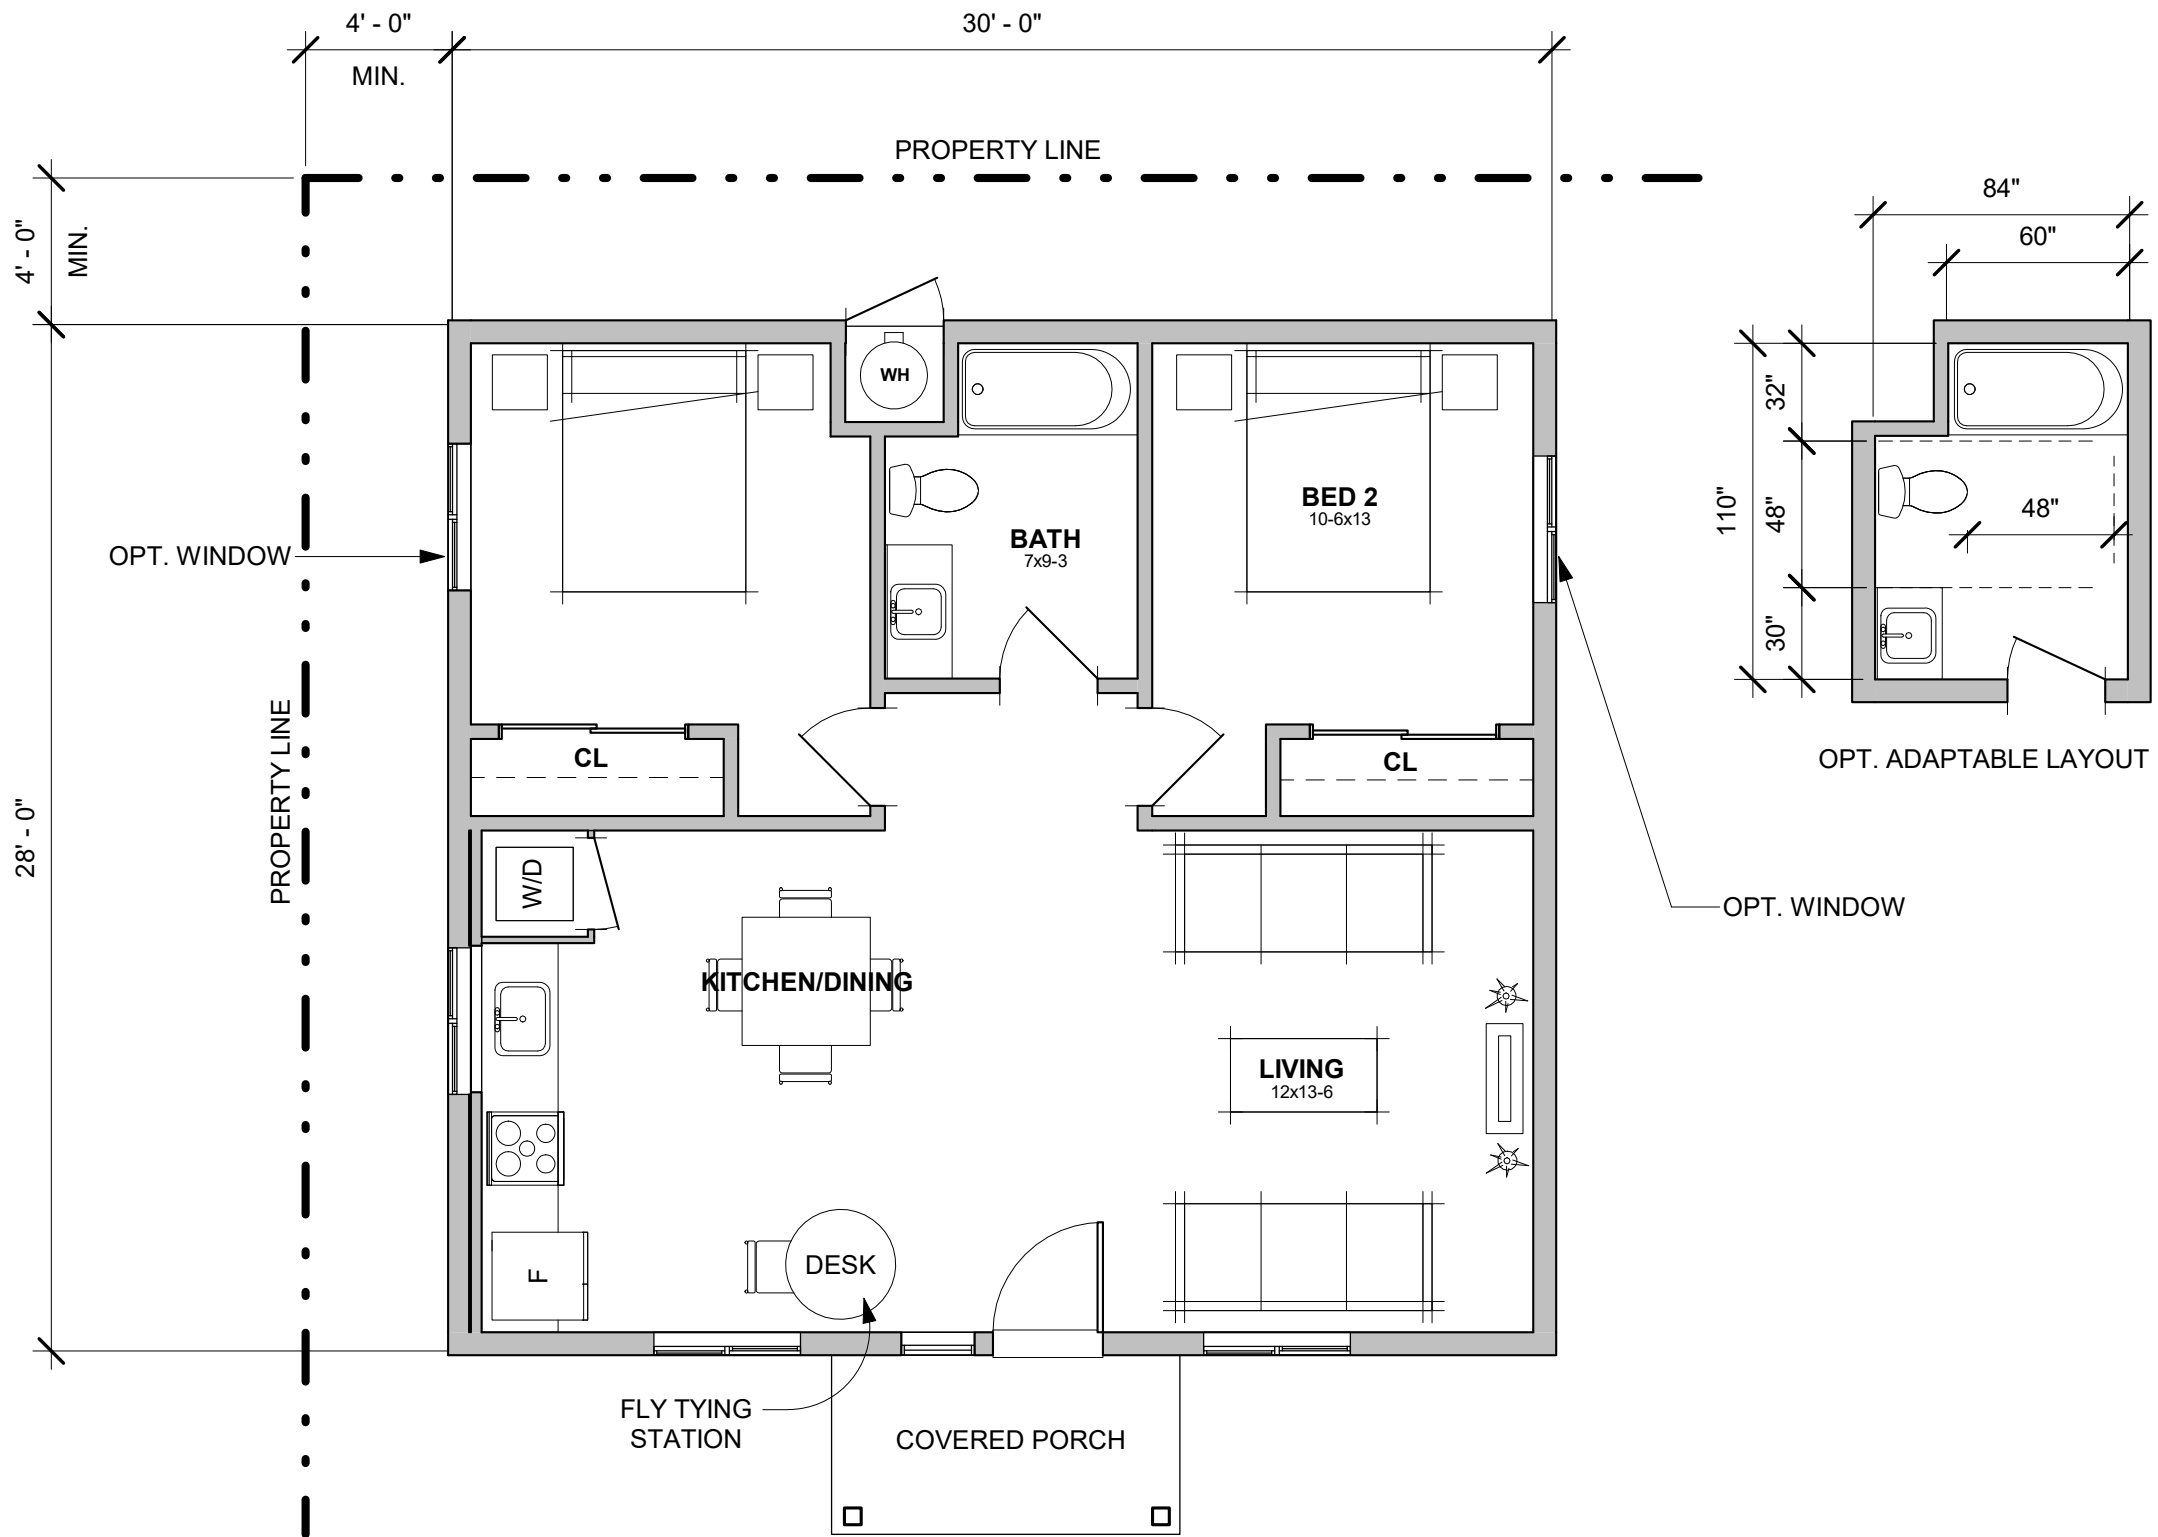 4' - 0"
30' - 0"
MIN.
PROPERTY LINE
84"
60"
4' - 0"
MIN.
WH
32"
BED 2
10-6x13
BATH
7x9-3
110"
48"
48"
OPT. WINDOW
30"
PROPERTY LINE
CL
CL
OPT. ADAPTABLE LAYOUT
28' - 0"
W/D
OPT. WINDOW
KITCHEN/DINING
LIVING
12x13-6
DESK
F
FLY TYING
STATION
COVERED PORCH